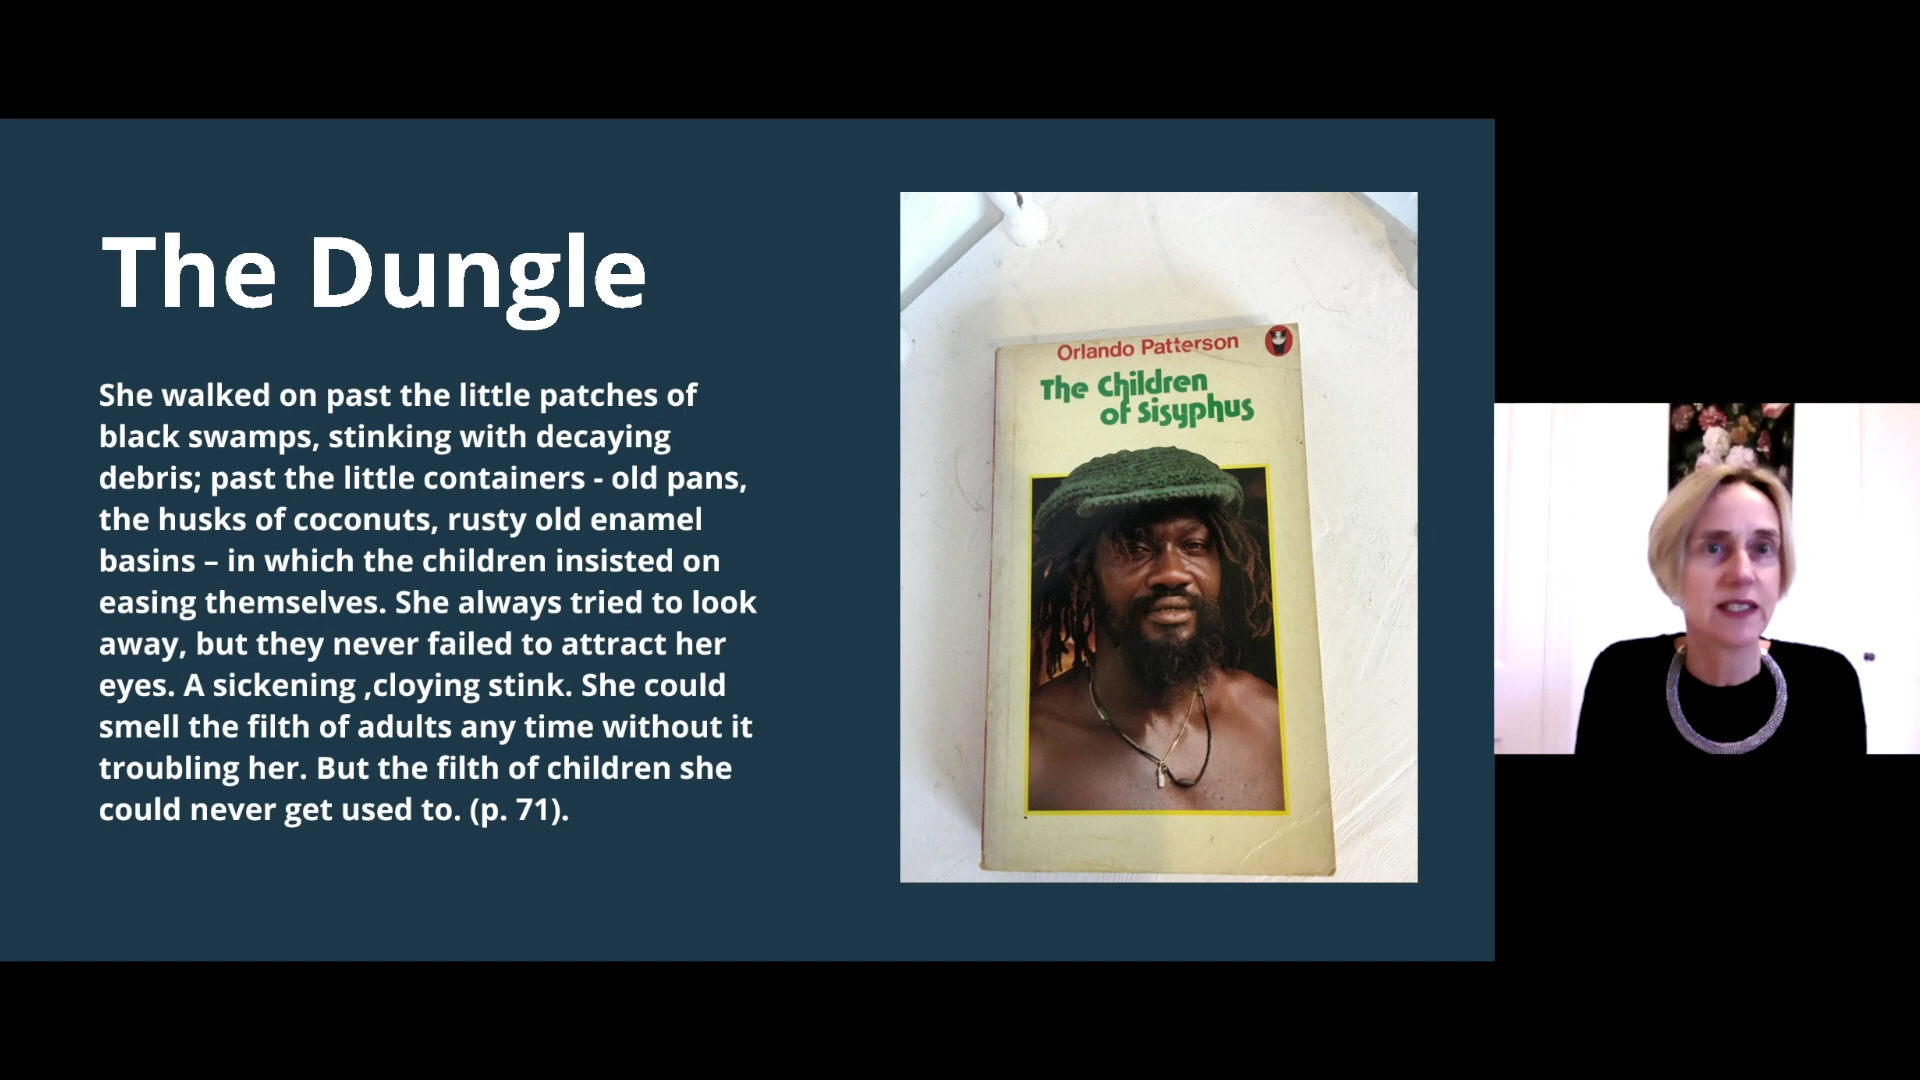 The Dungle
She walked on past the little patches of
black swamps, stinking with decaying
debris; past the little containers - old pans,
the husks of coconuts, rusty old enamel
basins – in which the children insisted on
easing themselves. She always tried to look
away, but they never failed to attract her
eyes. A sickening ,cloying stink. She could
smell the filth of adults any time without it
troubling her. But the filth of children she
could never get used to. (p. 71).
Orlando Patterson
The Children
of Sisyphus